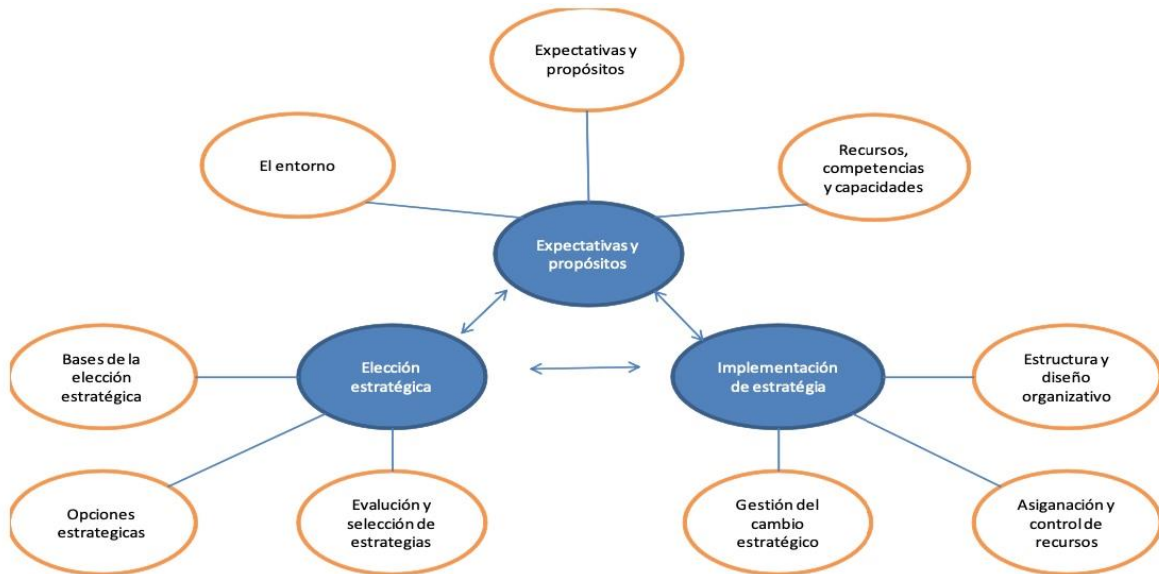 Expectativas y
propósitos
El entorno
Recursos,
competencias
y capacidades
Expectativas y
propósitos
Bases de la
elección
estratégica
Elección
estratégica
Implementación
de estratégia
Estructura y
diseño
organizativo
Opciones
estrategicas
Evalución y
selección de
estrategias
Gestión del
cambio
estratégico
Asiganación y
control de
recursos